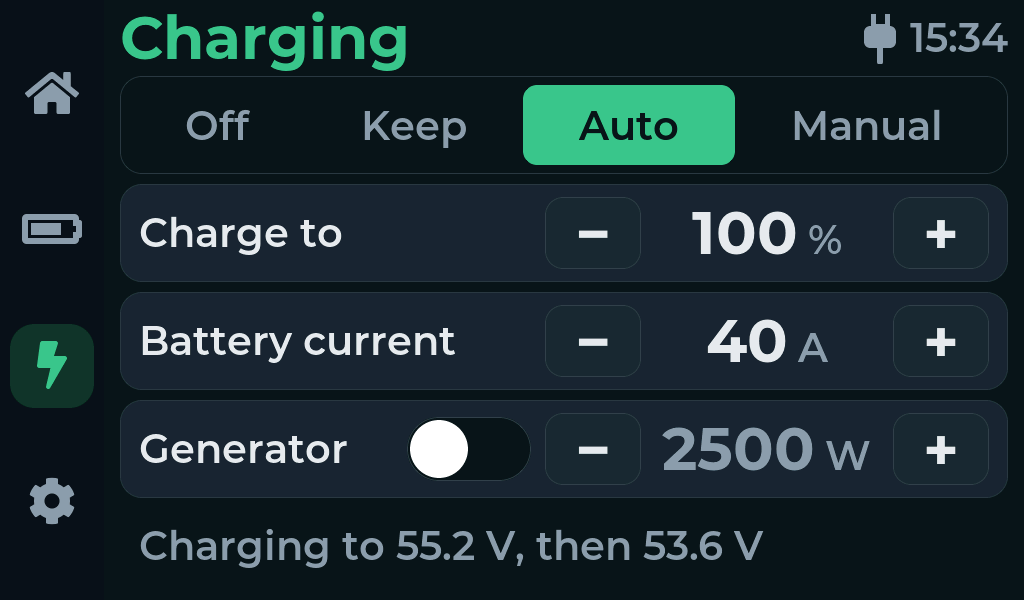 Charging
15:34
Off Keep Auto Manual
Charge to − 100 % +
Battery current − 40 A +
Generator − 2500 W +
Charging to 55.2 V, then 53.6 V